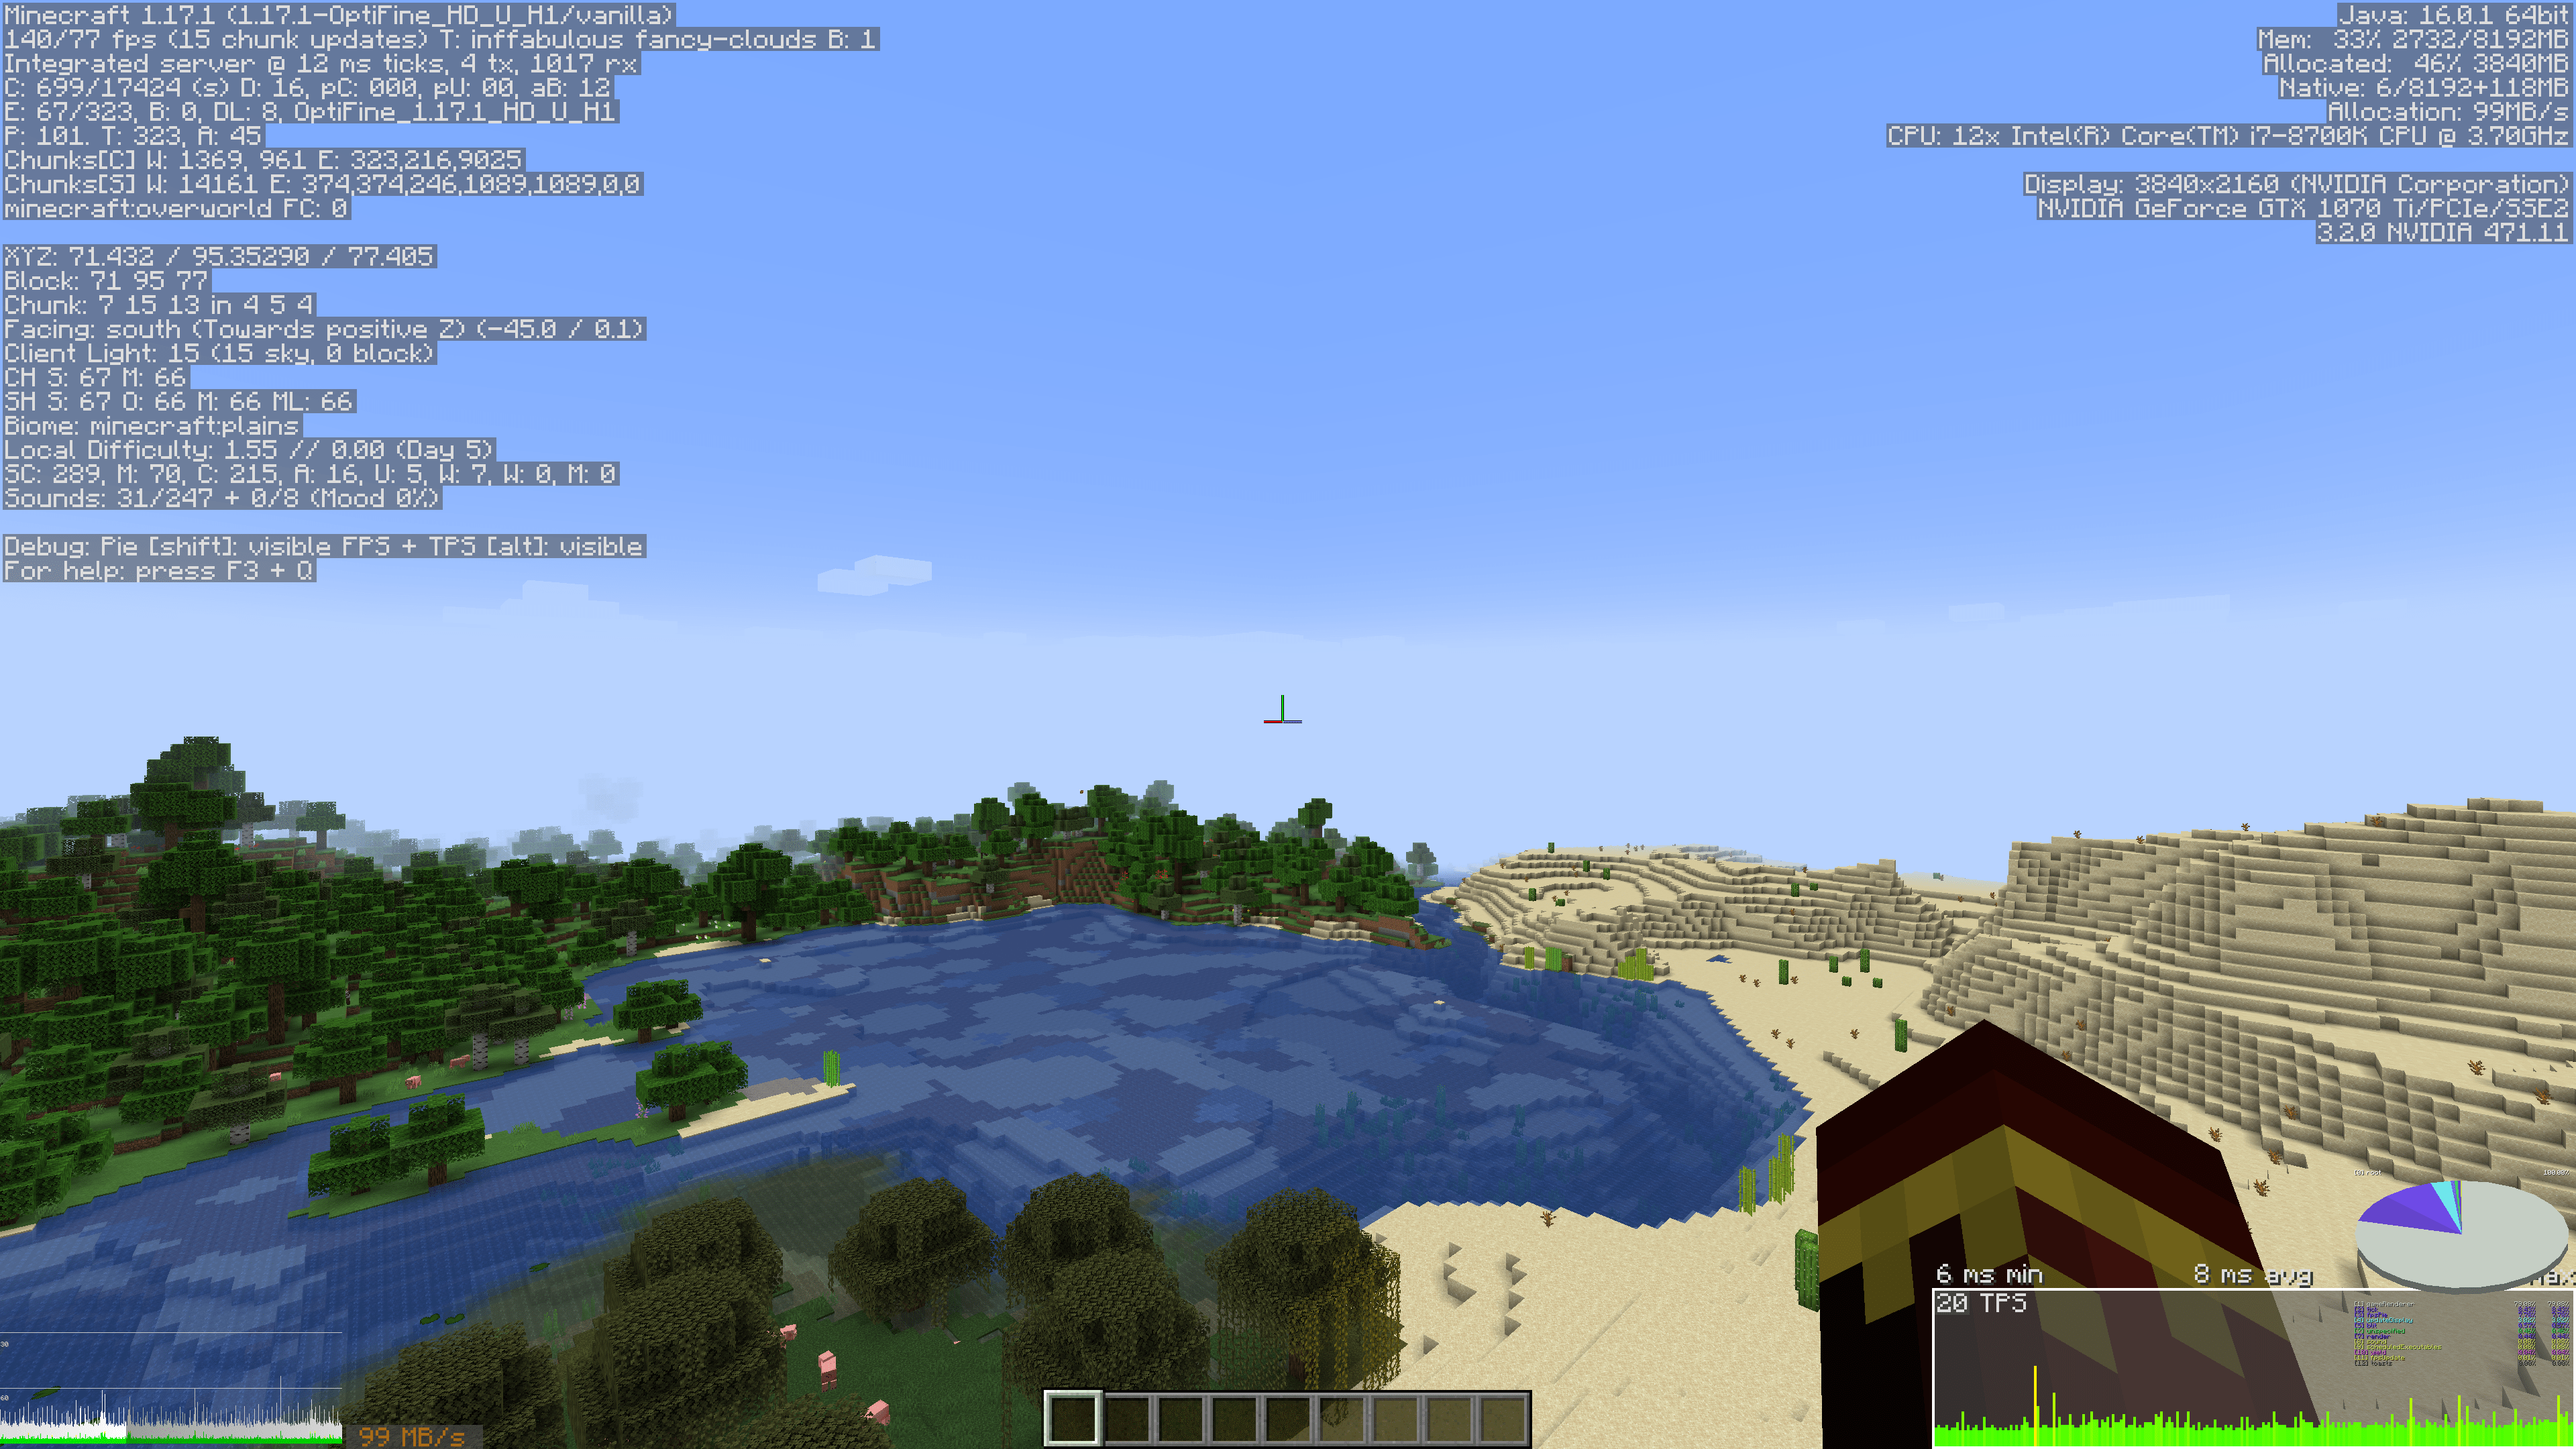 Minecraft 1.17.1 (1.17.1-OptiFine_HD_U_H1/vanilla)
140/77 fps (15 chunk updates) T: inffabulous fancy-clouds B: 1
Integrated server @ 12 ms ticks, 4 tx, 1017 rx
C: 699/17424 (s) D: 16, pC: 000, pU: 00, aB: 12
E: 67/323, B: 0, DL: 8, OptiFine_1.17.1_HD_U_H1
P: 101. T: 323, A: 45
Chunks[C] W: 1369, 961 E: 323,216,9025
Chunks[S] W: 14161 E: 374,374,246,1089,1089,0,0
minecraft:overworld FC: 0
XYZ: 71.432 / 95.35290 / 77.405
Block: 71 95 77
Chunk: 7 15 13 in 4 5 4
Facing: south (Towards positive Z) (-45.0 / 0.1)
Client Light: 15 (15 sky, 0 block)
CH S: 67 M: 66
SH S: 67 O: 66 M: 66 ML: 66
Biome: minecraft:plains
Local Difficulty: 1.55 // 0.00 (Day 5)
SC: 289, M: 70, C: 215, A: 16, U: 5, W: 7, W: 0, M: 0
Sounds: 31/247 + 0/8 (Mood 0%)
Debug: Pie [shift]: visible FPS + TPS [alt]: visible
For help: press F3 + Q
Java: 16.0.1 64bit
Mem: 33% 2732/8192MB
Allocated: 46% 3840MB
Native: 6/8192+118MB
Allocation: 99MB/s
CPU: 12x Intel(R) Core(TM) i7-8700K CPU @ 3.70GHz
Display: 3840x2160 (NVIDIA Corporation)
NVIDIA GeForce GTX 1070 Ti/PCIe/SSE2
3.2.0 NVIDIA 471.11
[0] root 100.00%
6 ms min 8 ms avg
20 TPS
30
60
99 MB/s